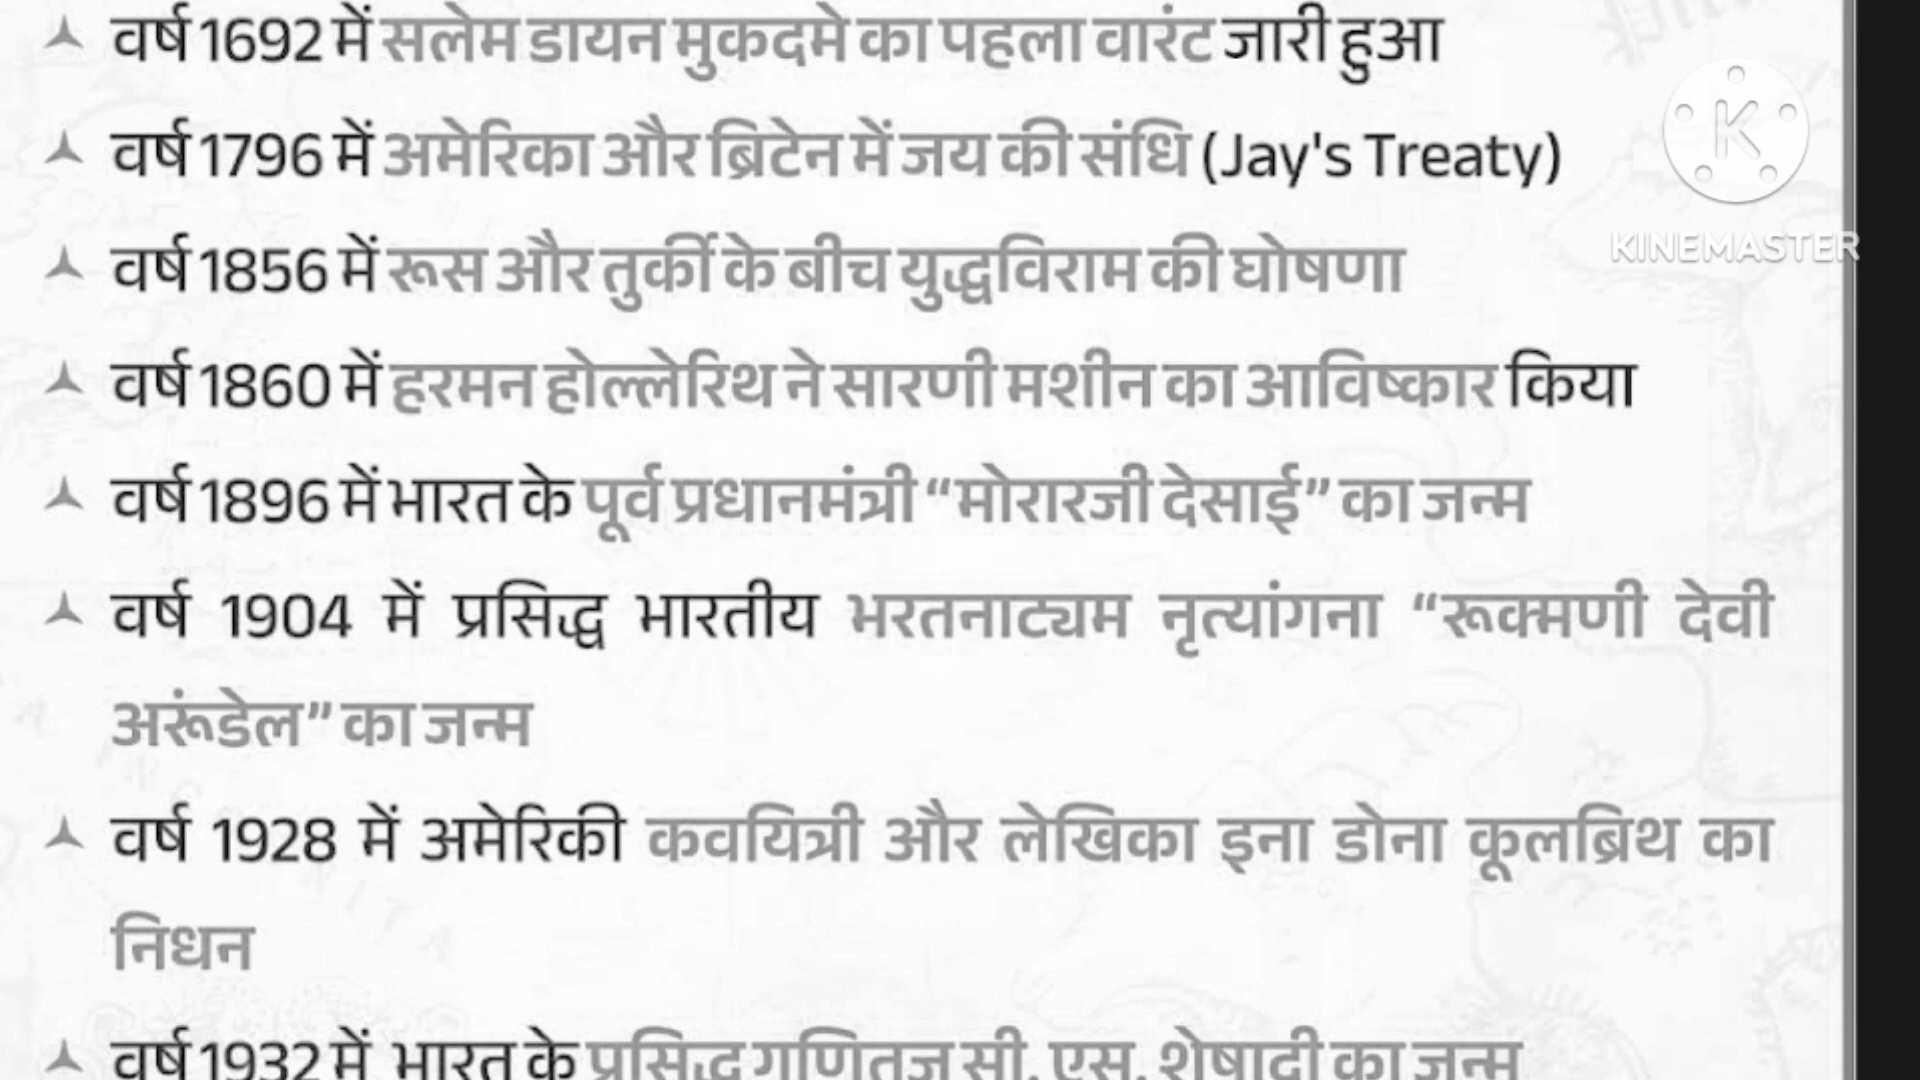 वर्ष 1692 में सलेम डायन मुकदमे का पहला वारंट जारी हुआ
वर्ष 1796 में अमेरिका और ब्रिटेन में जय की संधि (Jay's Treaty)
वर्ष 1856 में रूस और तुर्की के बीच युद्धविराम की घोषणा
वर्ष 1860 में हरमन होल्लेरिथ ने सारणी मशीन का आविष्कार किया
वर्ष 1896 में भारत के पूर्व प्रधानमंत्री “मोरारजी देसाई” का जन्म
वर्ष 1904 में प्रसिद्ध भारतीय भरतनाट्यम नृत्यांगना “रूक्मणी देवी
अरूंडेल” का जन्म
वर्ष 1928 में अमेरिकी कवयित्री और लेखिका इना डोना कूलब्रिथ का
निधन
वर्ष 1932 में भारत के प्रसिद्ध गणितज्ञ सी. एस. शेषाद्री का जन्म
K
KINEMASTER